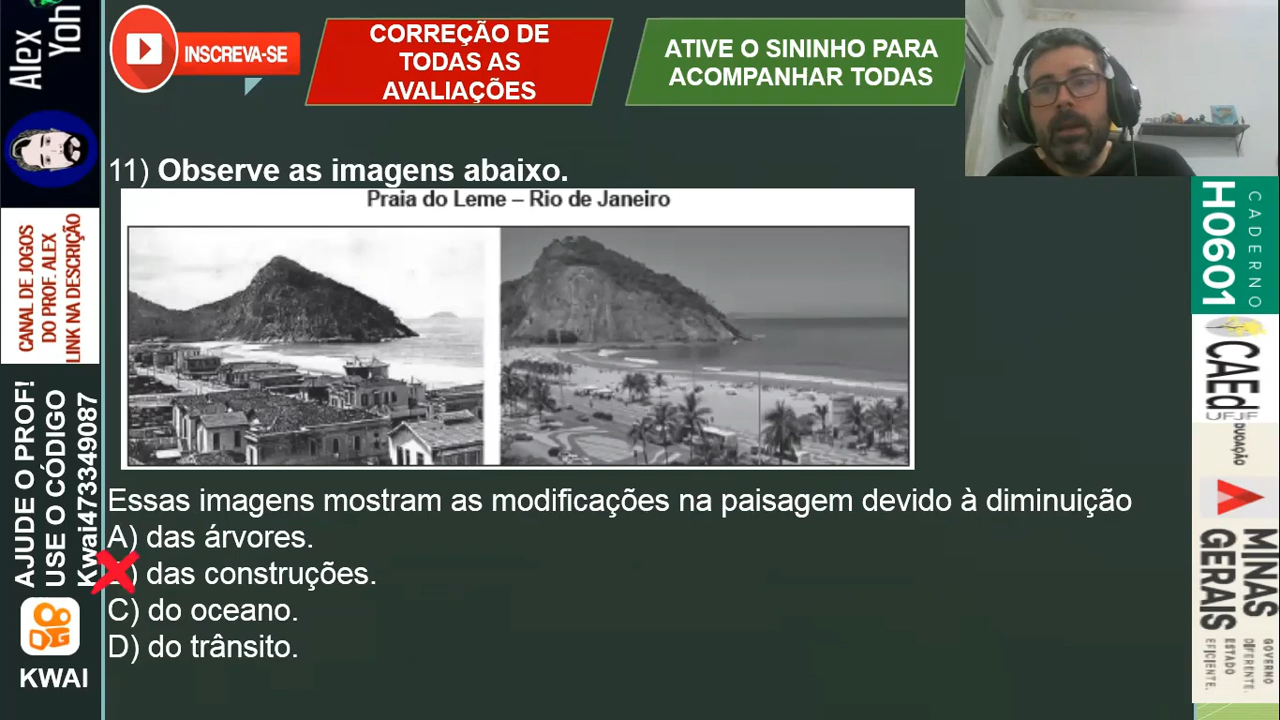 Alex
Yoh
INSCREVA-SE
CORREÇÃO DE
TODAS AS
AVALIAÇÕES
ATIVE O SININHO PARA
ACOMPANHAR TODAS
CANAL DE JOGOS
DO PROF. ALEX
LINK NA DESCRIÇÃO
AJUDE O PROF!
USE O CÓDIGO
Kwai473349087
KWAI
11) Observe as imagens abaixo.
Praia do Leme – Rio de Janeiro
Essas imagens mostram as modificações na paisagem devido à diminuição
A) das árvores.
) das construções.
C) do oceano.
D) do trânsito.
CADERNO
H0601
CAEd
UFJF
MINAS
GERAIS
GOVERNO
DIFERENTE.
ESTADO
EFICIENTE.